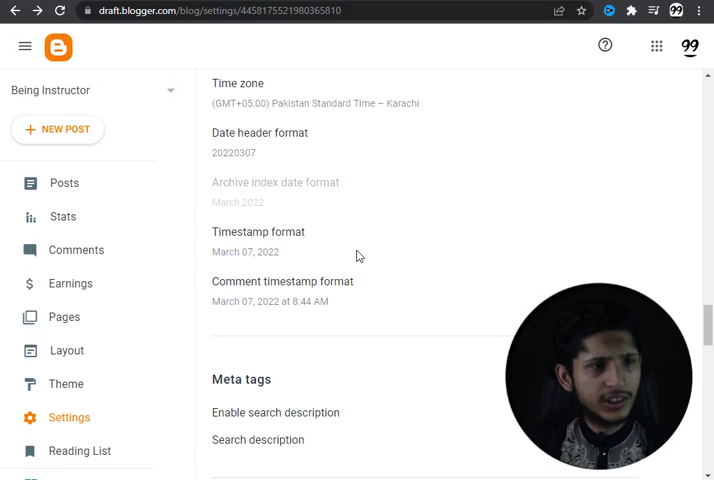 draft.blogger.com/blog/settings/4458175521980365810
99
99
Being Instructor
+ NEW POST
Posts
Stats
Comments
$ Earnings
Pages
Layout
Theme
Settings
Reading List
Time zone
(GMT+05:00) Pakistan Standard Time – Karachi
Date header format
20220307
Archive index date format
March 2022
Timestamp format
March 07, 2022
Comment timestamp format
March 07, 2022 at 8:44 AM
Meta tags
Enable search description
Search description